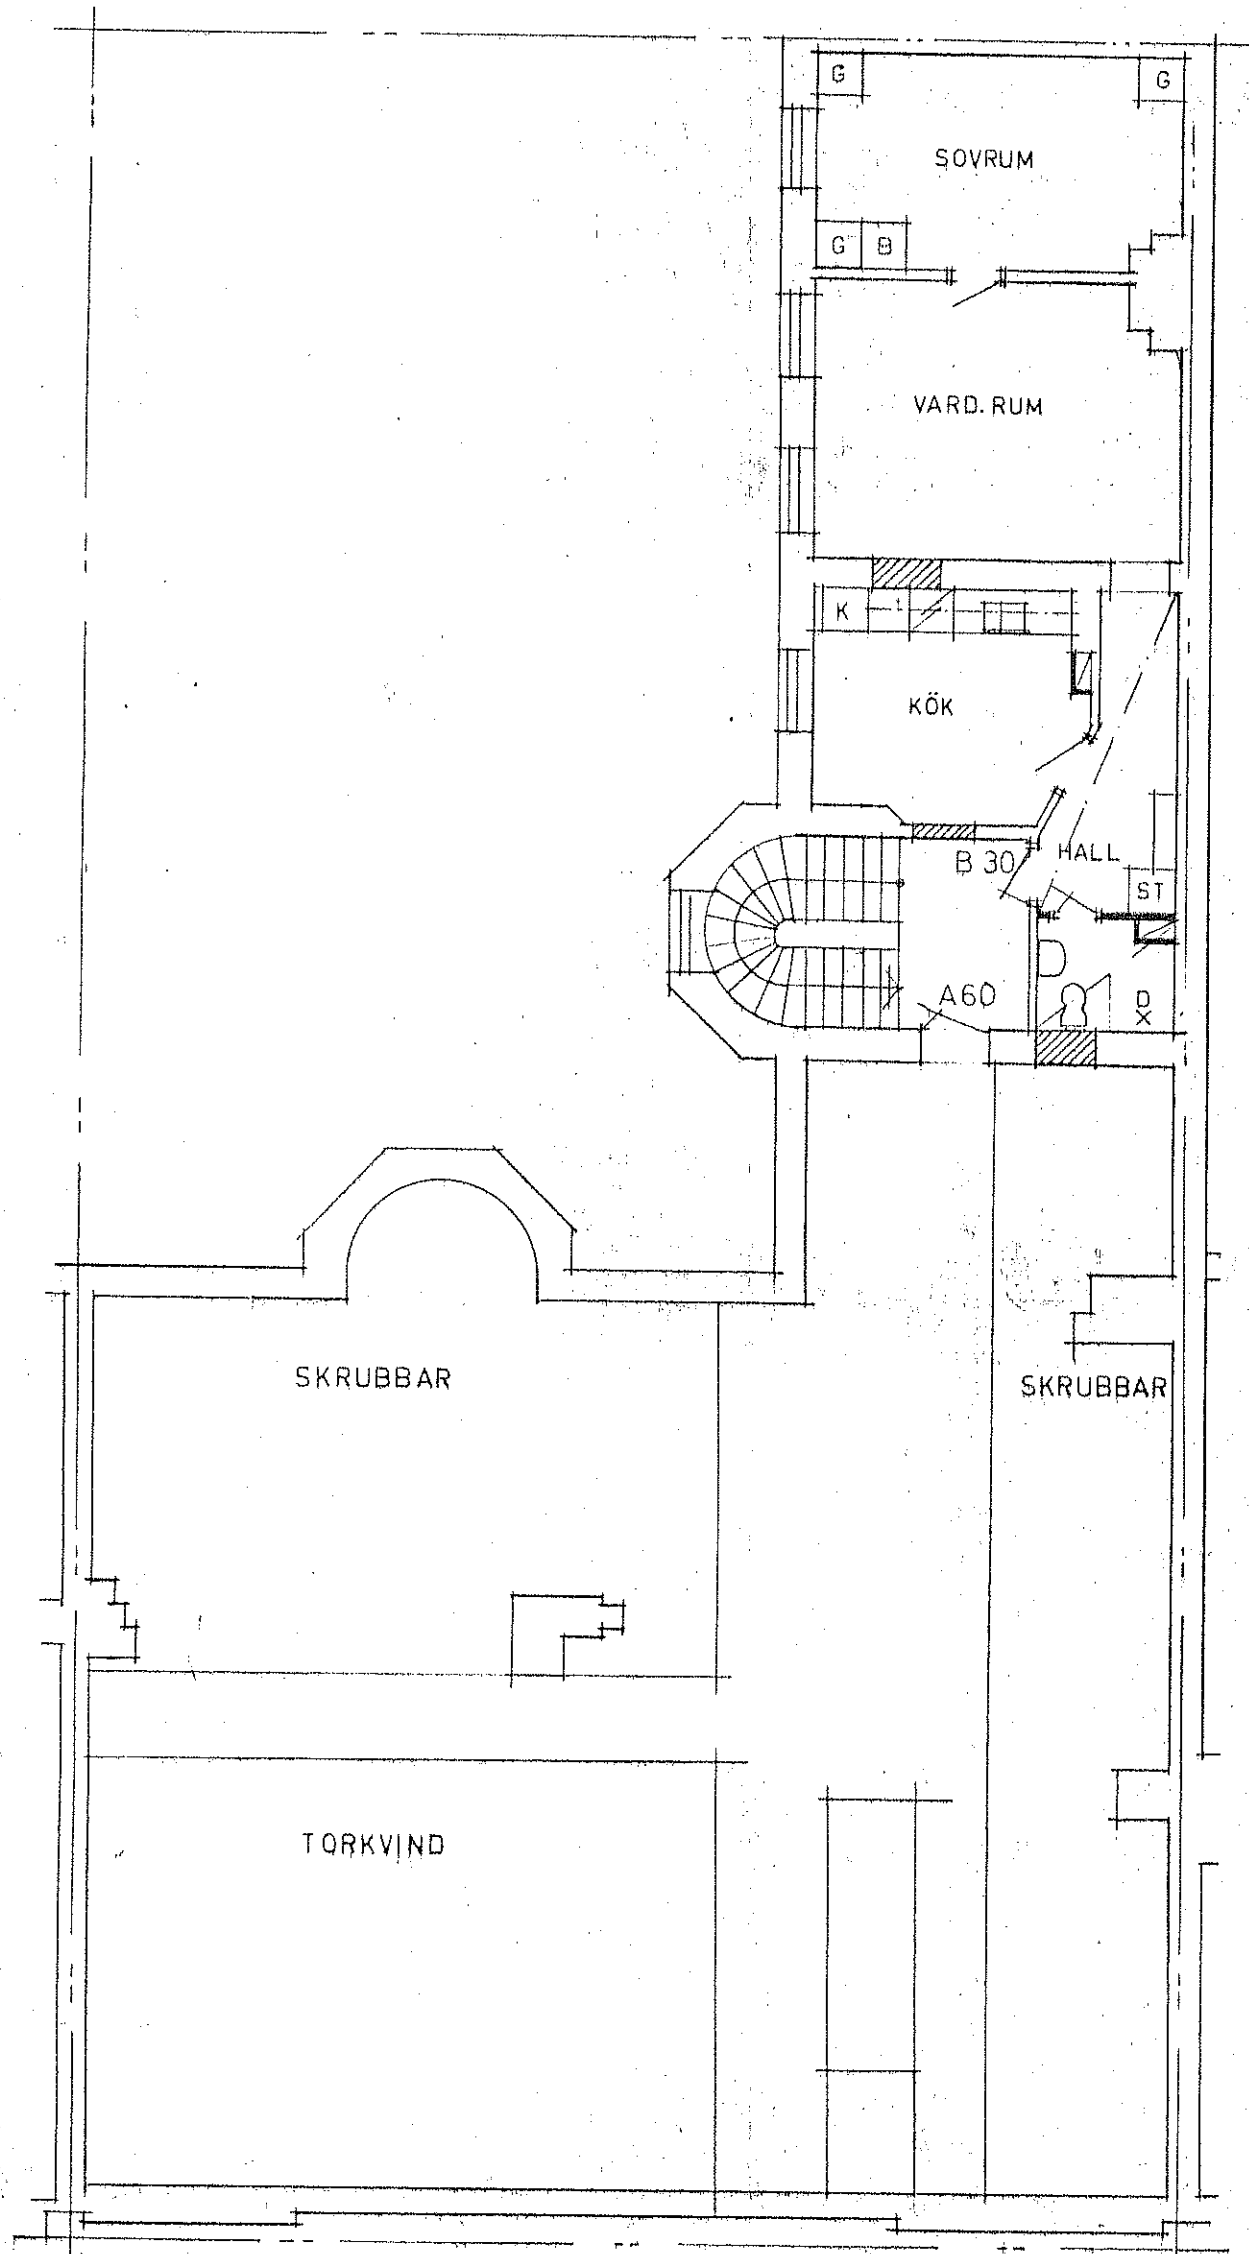 G
G
SOVRUM
G B
VARD. RUM
K
KÖK
B 30
HALL
ST
A60
D
X
SKRUBBAR
SKRUBBAR
TORKVIND